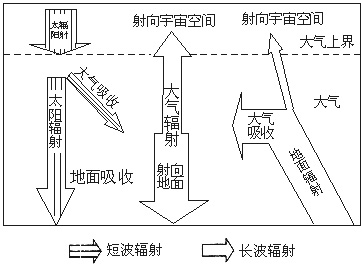 射向宇宙空间
射向宇宙空间
太阳辐射
大气上界
大气吸收
大气辐射
大气
太阳辐射
大气吸收
地面吸收
射向地面
地面辐射
短波辐射
长波辐射